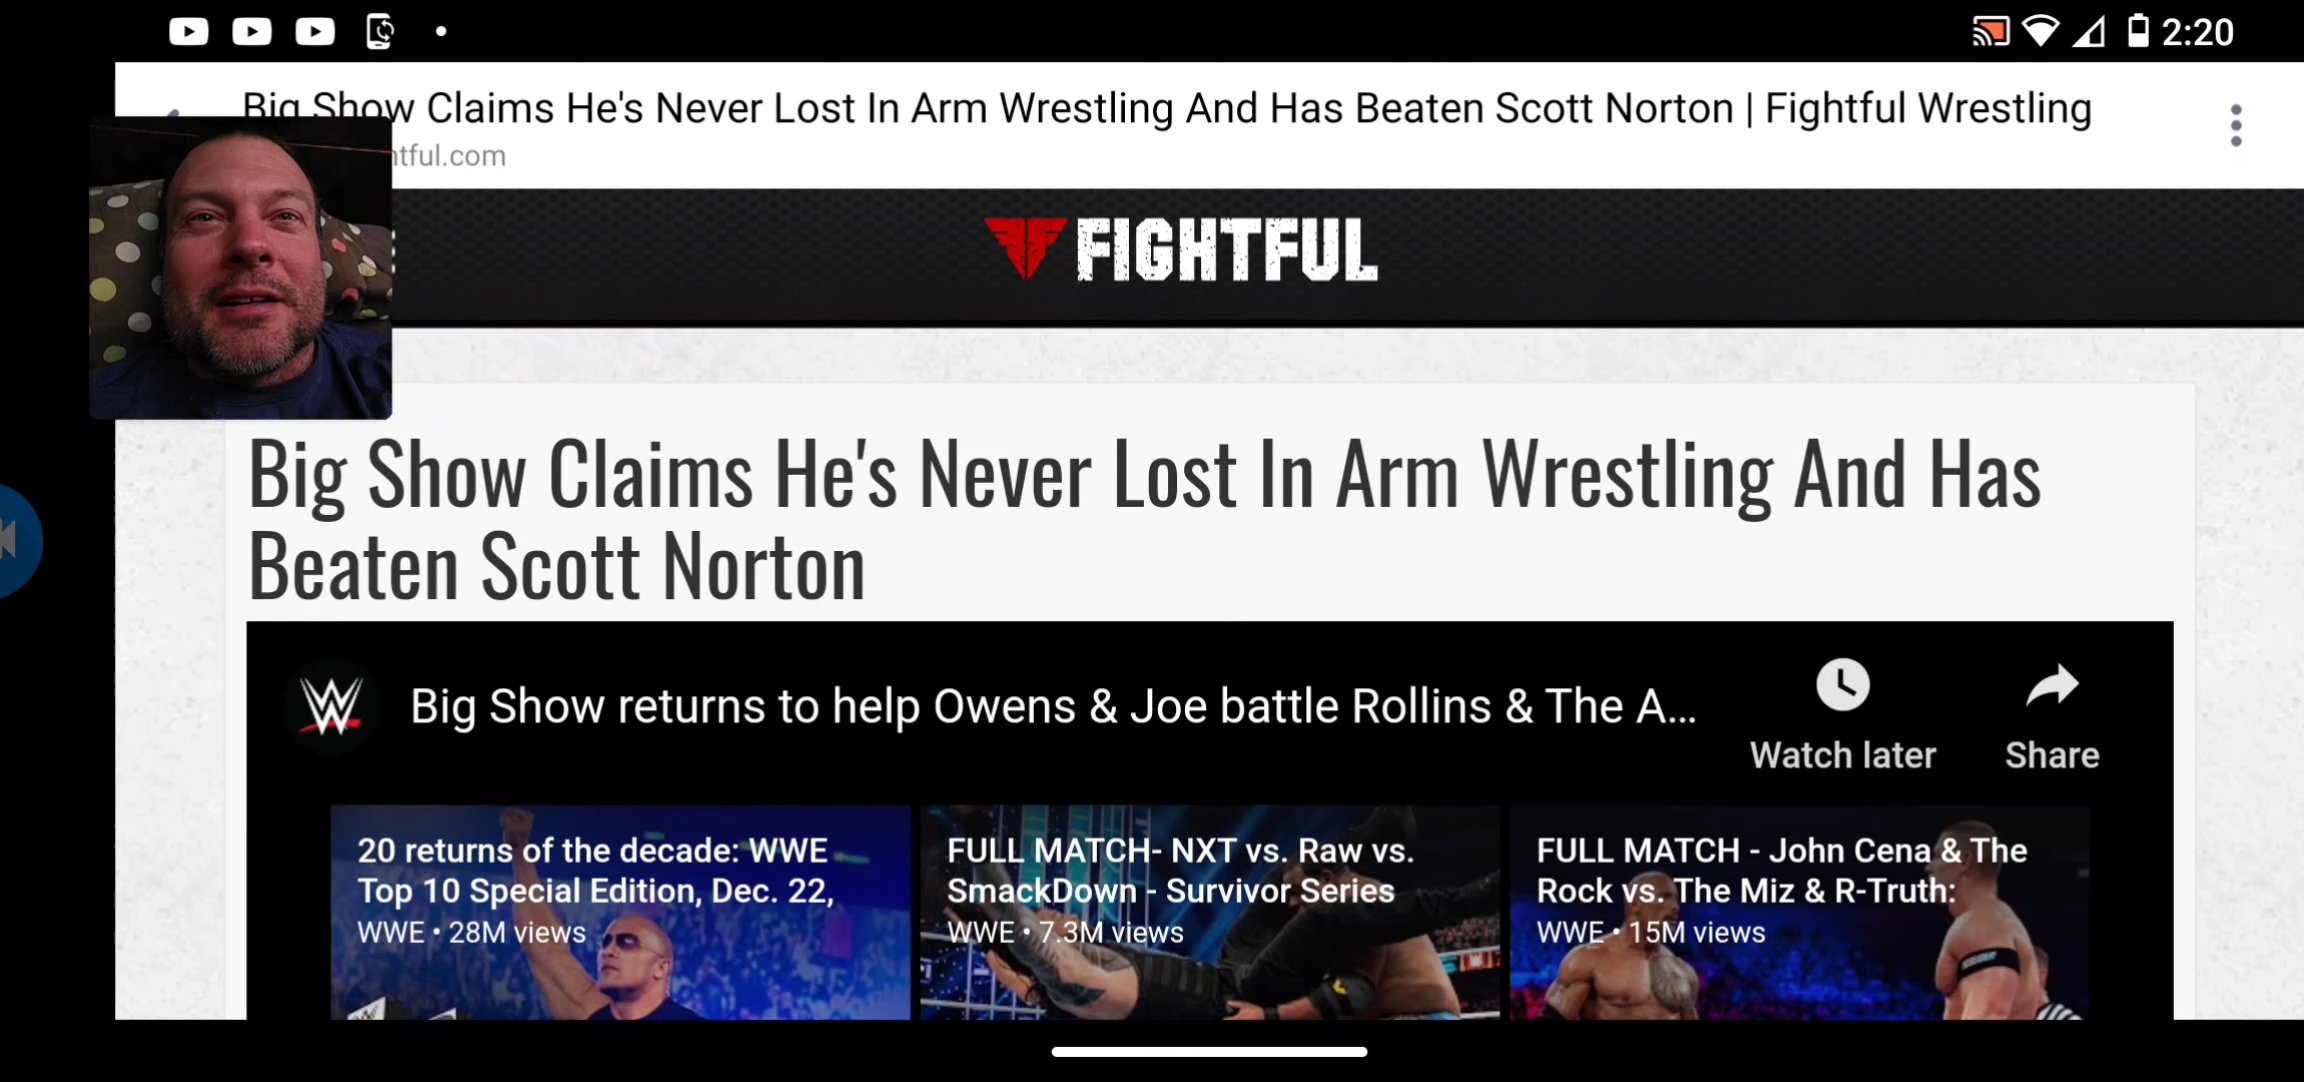 2:20
Big Show Claims He's Never Lost In Arm Wrestling And Has Beaten Scott Norton | Fightful Wrestling
htful.com
FIGHTFUL
Big Show Claims He's Never Lost In Arm Wrestling And Has
Beaten Scott Norton
Big Show returns to help Owens & Joe battle Rollins & The A...
Watch later
Share
20 returns of the decade: WWE
Top 10 Special Edition, Dec. 22,
WWE • 28M views
FULL MATCH- NXT vs. Raw vs.
SmackDown - Survivor Series
WWE • 7.3M views
FULL MATCH - John Cena & The
Rock vs. The Miz & R-Truth:
WWE • 15M views